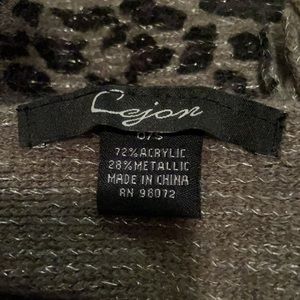 Cejon
O/S
72% ACRYLIC
28% METALLIC
MADE IN CHINA
RN 98072